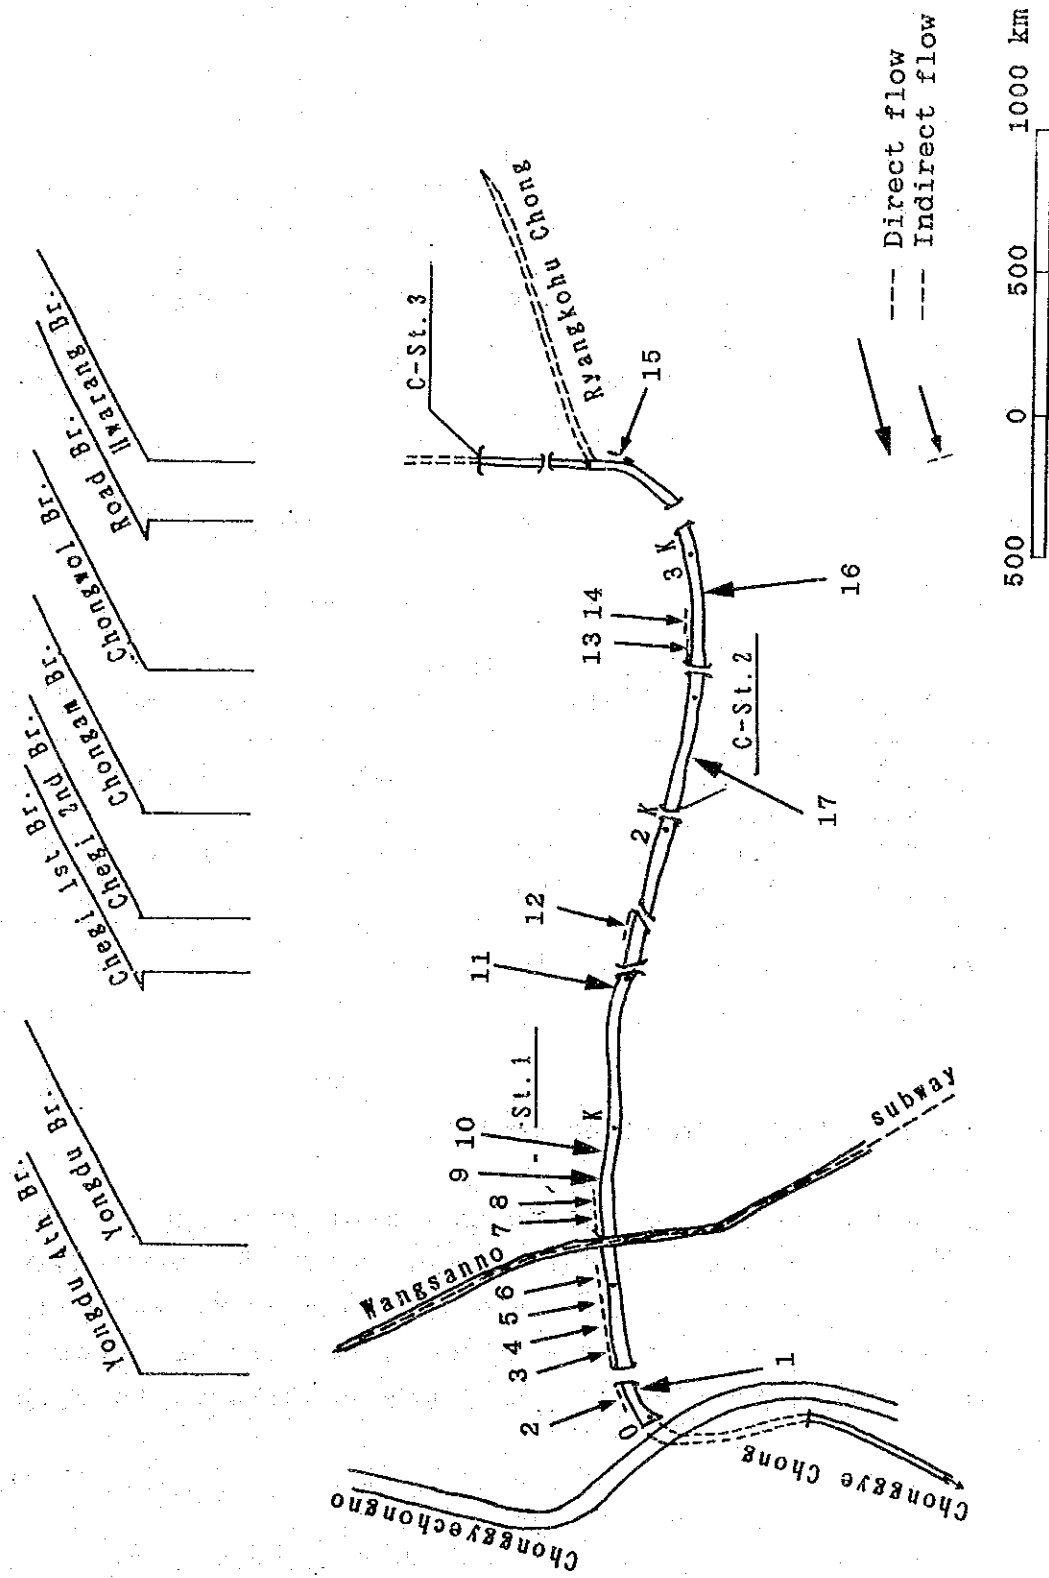 Yongdu 4th Br.
Yongdu Br.
Chegi 1st Br.
Chegi 2nd Br.
Chongam Br.
Chongwol Br.
Road Br.
Hwarang Br.
Chonggyechongno
Wangsanno
-St.1
C-St.3
Ryangkohu Chong
2
3
4
5
6
7
8
9
10
11
12
13
14
15
0
K
2 K
3 K
1
17
16
C-St.2
subway
Chonggye Chong
Direct flow
Indirect flow
500
0
500
1000 km